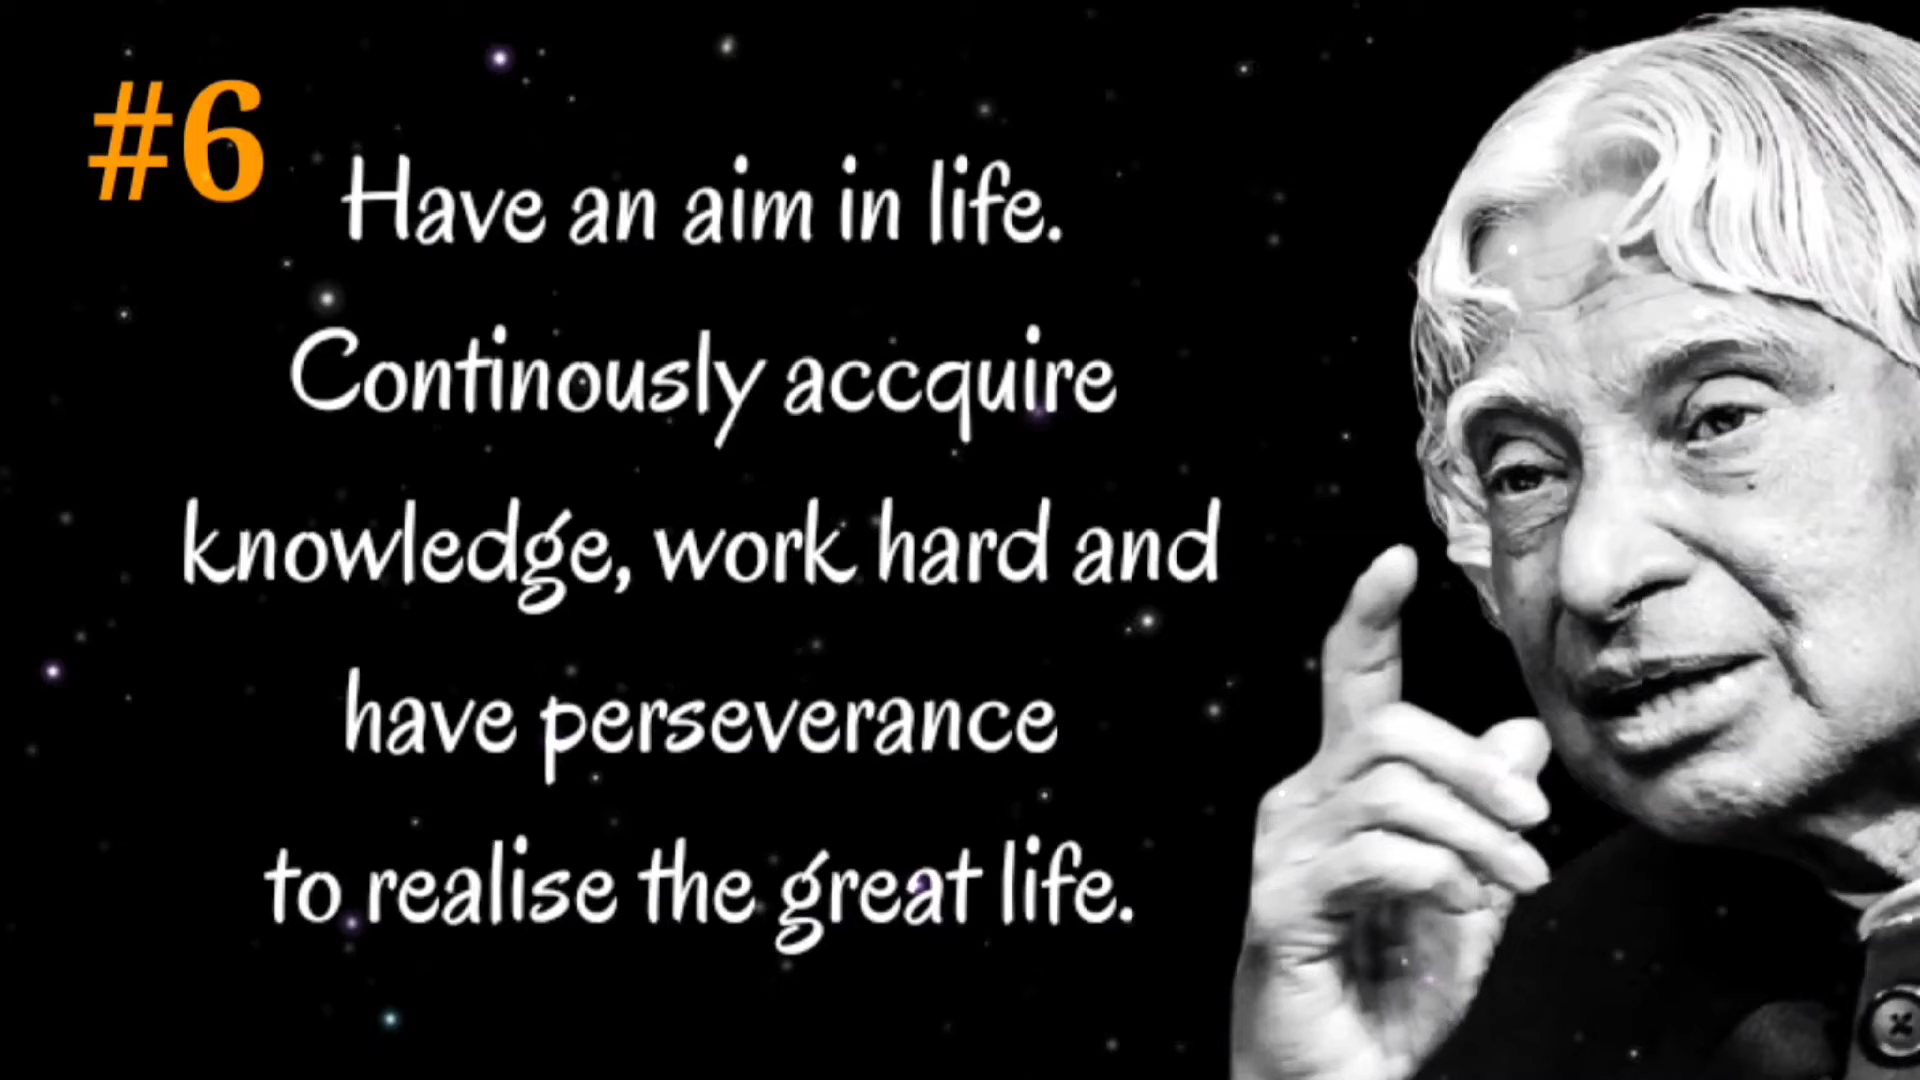 #6
Have an aim in life.
Continously accquire
knowledge, work hard and
have perseverance
to realise the great life.